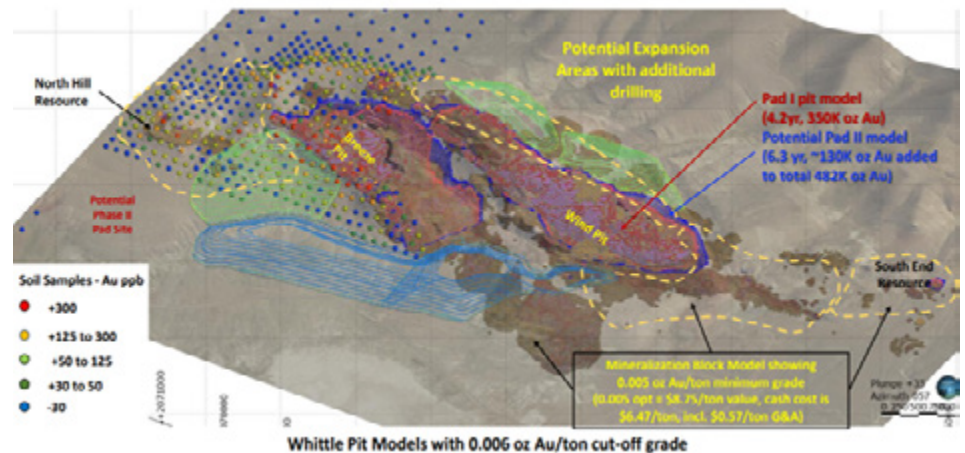 Potential Expansion
Areas with additional
drilling
North Hill
Resource
Pad I pit model
(4.2yr, 350K oz Au)
Potential Pad II model
(6.3 yr, ~130K oz Au added
to total 482K oz Au)
Breeze
Pit
Wind Pit
Potential
Phase II
Pad Site
South End
Resource
Soil Samples - Au ppb
+300
+125 to 300
+50 to 125
+30 to 50
-30
Mineralization Block Model showing
0.005 oz Au/ton minimum grade
(0.005 opt = $8.75/ton value, cash cost is
$6.47/ton, incl. $0.57/ton G&A)
Azimuth 057
Whittle Pit Models with 0.006 oz Au/ton cut-off grade